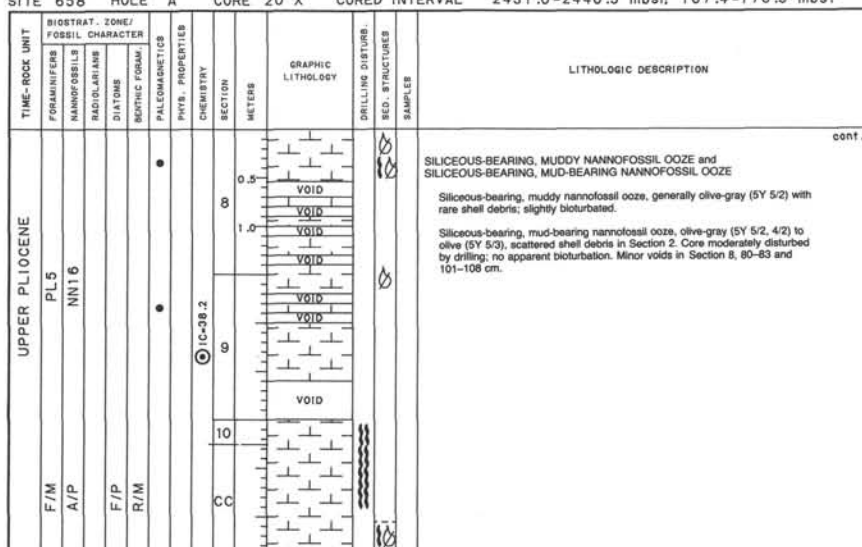 SITE 658 HOLE A CORE 20 X CORED INTERVAL
TIME-ROCK UNIT
BIOSTRAT. ZONE/
FOSSIL CHARACTER
FORAMINIFERS
NANNOFOSSILS
RADIOLARIANS
DIATOMS
BENTHIC FORAM.
PALEOMAGNETICS
PHYS. PROPERTIES
CHEMISTRY
SECTION
METERS
GRAPHIC
LITHOLOGY
DRILLING DISTURB.
SED. STRUCTURES
SAMPLES
LITHOLOGIC DESCRIPTION
cont.
UPPER PLIOCENE
PL5
NN16
F/M
A/P
F/P
R/M
IC=38.2
8
9
10
CC
0.5
1.0
VOID
VOID
VOID
VOID
VOID
VOID
VOID
VOID
VOID
SILICEOUS-BEARING, MUDDY NANNOFOSSIL OOZE and
SILICEOUS-BEARING, MUD-BEARING NANNOFOSSIL OOZE
Siliceous-bearing, muddy nannofossil ooze, generally olive-gray (5Y 5/2) with
rare shell debris; slightly bioturbated.
Siliceous-bearing, mud-bearing nannofossil ooze, olive-gray (5Y 5/2, 4/2) to
olive (5Y 5/3), scattered shell debris in Section 2. Core moderately disturbed
by drilling; no apparent bioturbation. Minor voids in Section 8, 80–83 and
101–108 cm.